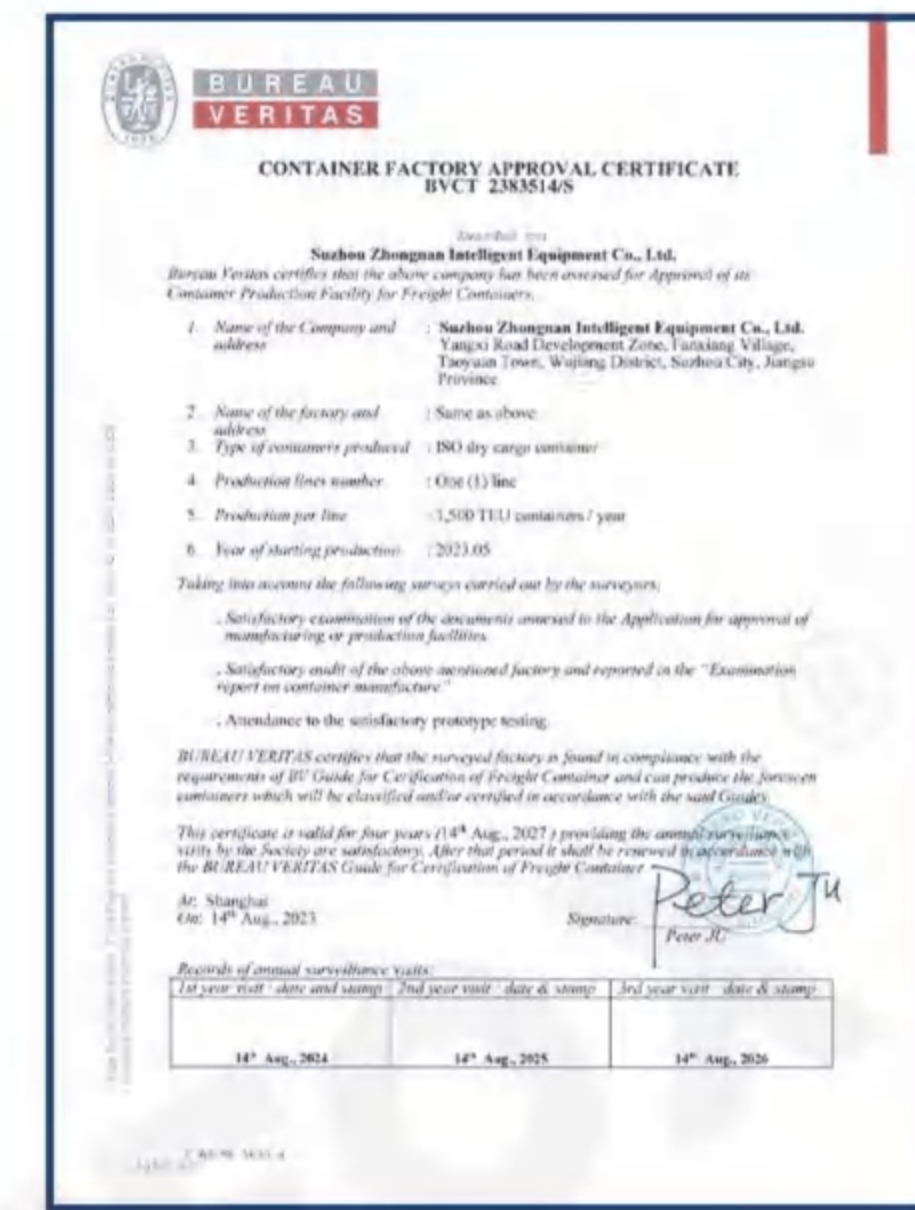 BUREAU
VERITAS
CONTAINER FACTORY APPROVAL CERTIFICATE
BVCT 2383514/S
Suzhou Zhongnan Intelligent Equipment Co., Ltd.
Bureau Veritas certifies that the above company has been assessed for Approval of its
Container Production Facility for Freight Containers.
1. Name of the Company and address : Suzhou Zhongnan Intelligent Equipment Co., Ltd.
Yangxi Road Development Zone, Fanxiang Village,
Taoyuan Town, Wujiang District, Suzhou City, Jiangsu
Province
2. Name of the factory and address : Same as above
3. Type of containers produced : ISO dry cargo container
4. Production lines number : One (1) line
5. Production per line : 1,500 TEU containers / year
6. Year of starting production : 2023.05
Taking into account the following surveys carried out by the surveyors:
. Satisfactory examination of the documents annexed to the Application for approval of
manufacturing or production facilities
. Satisfactory audit of the above mentioned factory and reported in the "Examination
report on container manufacture"
. Attendance to the satisfactory prototype testing.
BUREAU VERITAS certifies that the surveyed factory is found in compliance with the
requirements of BV Guide for Certification of Freight Container and can produce the foreseen
containers which will be classified and/or certified in accordance with the said Guides
This certificate is valid for four years (14th Aug., 2027) providing the annual surveillance
visits by the Society are satisfactory. After that period it shall be renewed in accordance with
the BUREAU VERITAS Guide for Certification of Freight Container
At: Shanghai
On: 14th Aug., 2023
Signature:
Peter Ju
Peter JU
Records of annual surveillance visits:
1st year visit : date and stamp 2nd year visit : date & stamp 3rd year visit : date & stamp
14th Aug., 2024 14th Aug., 2025 14th Aug., 2026